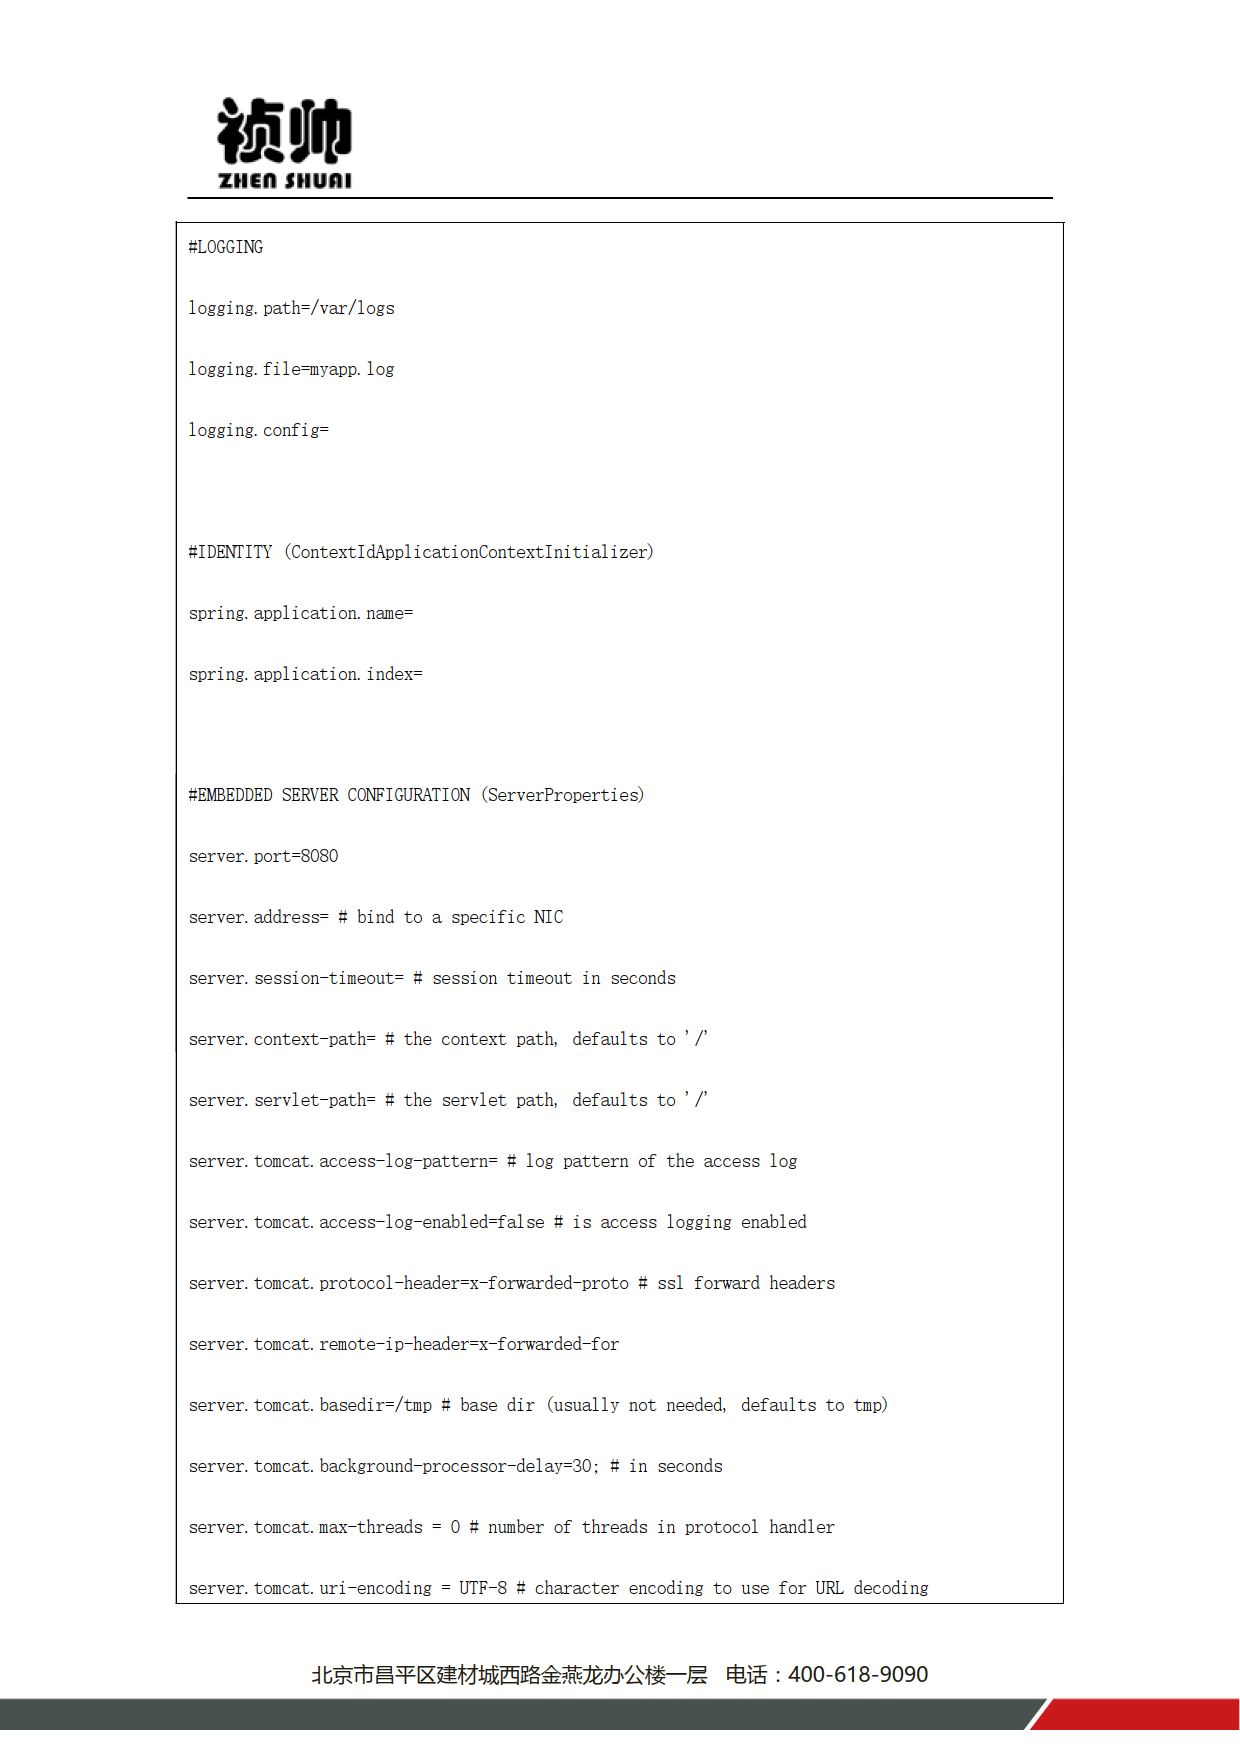 祯帅
ZHEN SHUAI
#LOGGING
logging.path=/var/logs
logging.file=myapp.log
logging.config=
#IDENTITY (ContextIdApplicationContextInitializer)
spring.application.name=
spring.application.index=
#EMBEDDED SERVER CONFIGURATION (ServerProperties)
server.port=8080
server.address= # bind to a specific NIC
server.session-timeout= # session timeout in seconds
server.context-path= # the context path, defaults to '/'
server.servlet-path= # the servlet path, defaults to '/'
server.tomcat.access-log-pattern= # log pattern of the access log
server.tomcat.access-log-enabled=false # is access logging enabled
server.tomcat.protocol-header=x-forwarded-proto # ssl forward headers
server.tomcat.remote-ip-header=x-forwarded-for
server.tomcat.basedir=/tmp # base dir (usually not needed, defaults to tmp)
server.tomcat.background-processor-delay=30; # in seconds
server.tomcat.max-threads = 0 # number of threads in protocol handler
server.tomcat.uri-encoding = UTF-8 # character encoding to use for URL decoding
北京市昌平区建材城西路金燕龙办公楼一层 电话：400-618-9090